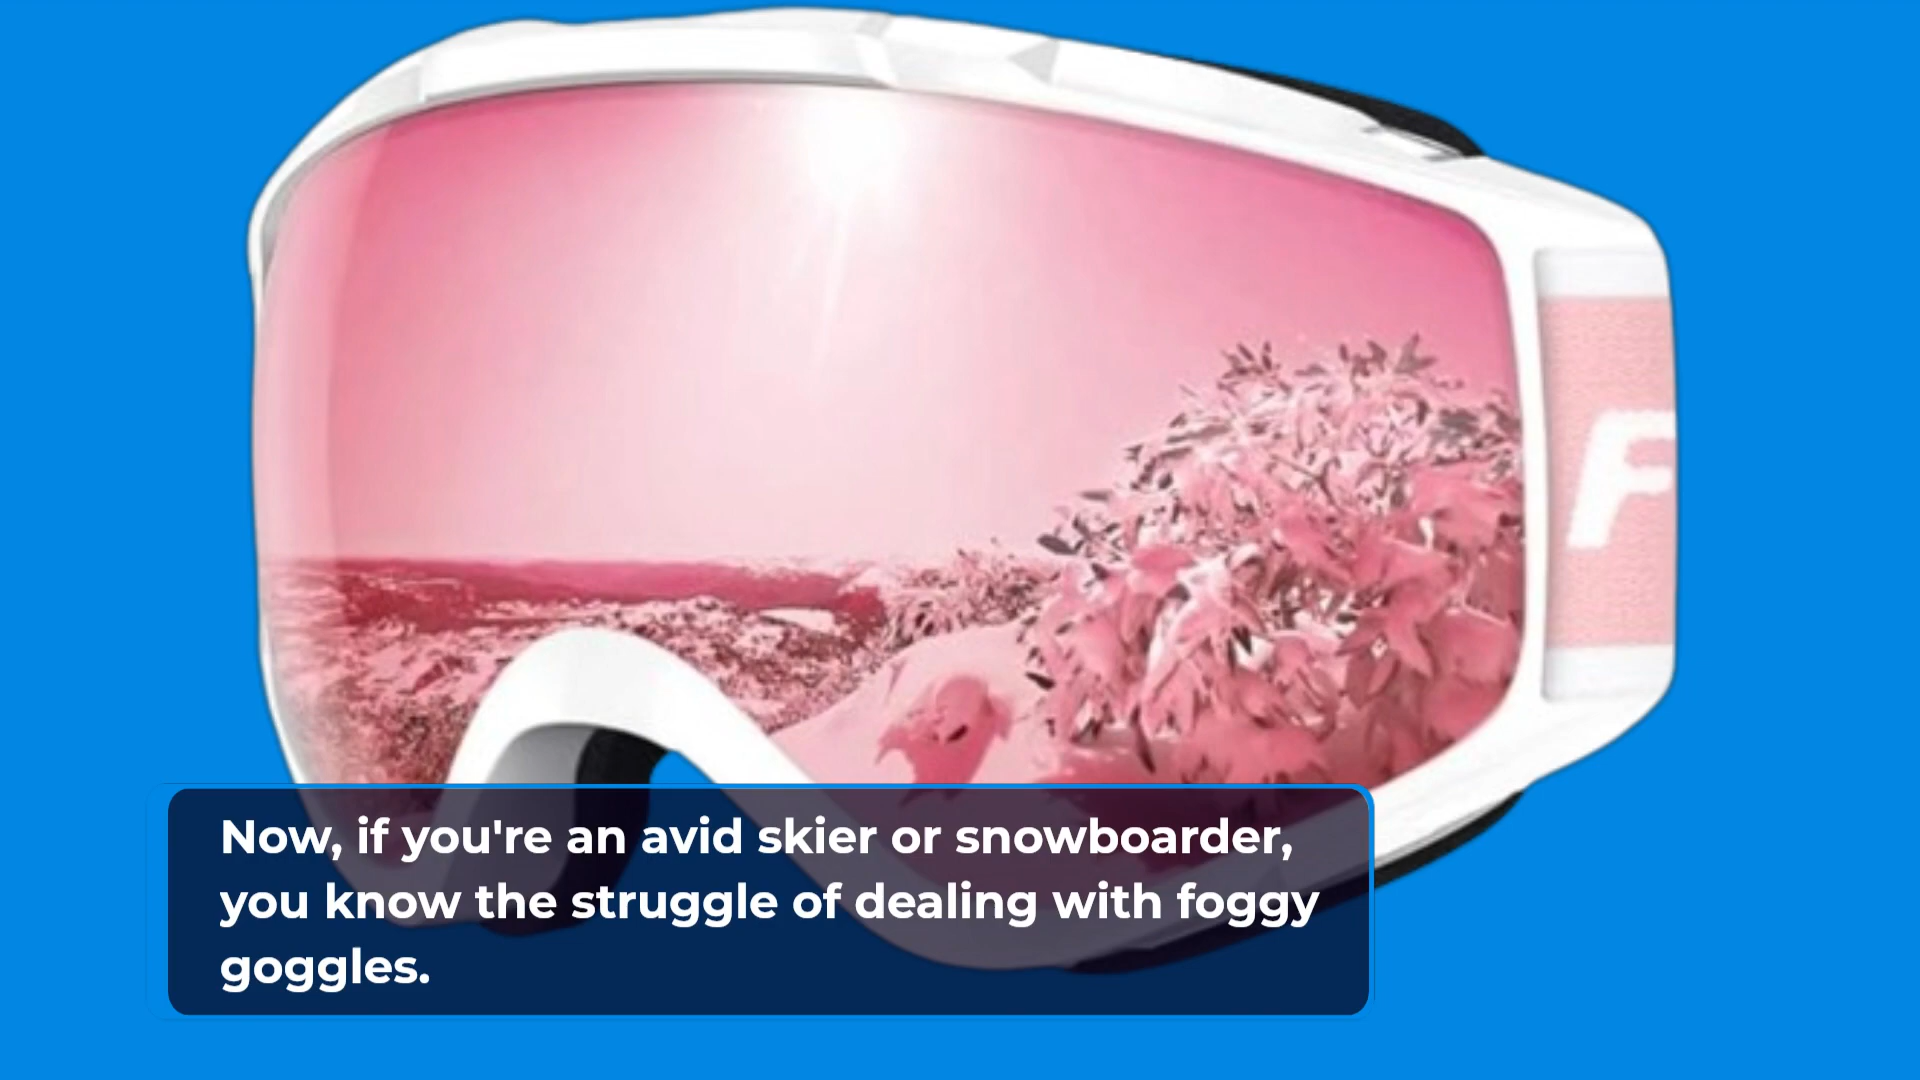 F
Now, if you're an avid skier or snowboarder,
you know the struggle of dealing with foggy
goggles.